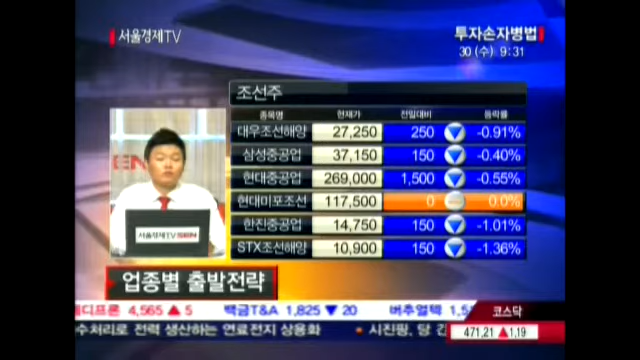 서울경제TV
투자손자병법
30 (수) 9:31
조선주
종목명 현재가 전일대비 등락률
대우조선해양 27,250 250 ▼ -0.91%
삼성중공업 37,150 150 ▼ -0.40%
현대중공업 269,000 1,500 ▼ -0.55%
현대미포조선 117,500 0 0.0%
한진중공업 14,750 150 ▼ -1.01%
STX조선해양 10,900 150 ▼ -1.36%
SEN
서울경제TV SEN
업종별 출발전략
메디프론 4,565 ▲ 5 백금T&A 1,825 ▼ 20 버추얼텍
코스닥
수처리로 전력 생산하는 연료전지 상용화 • 시진핑, 당 간
471.21 ▲ 1.19